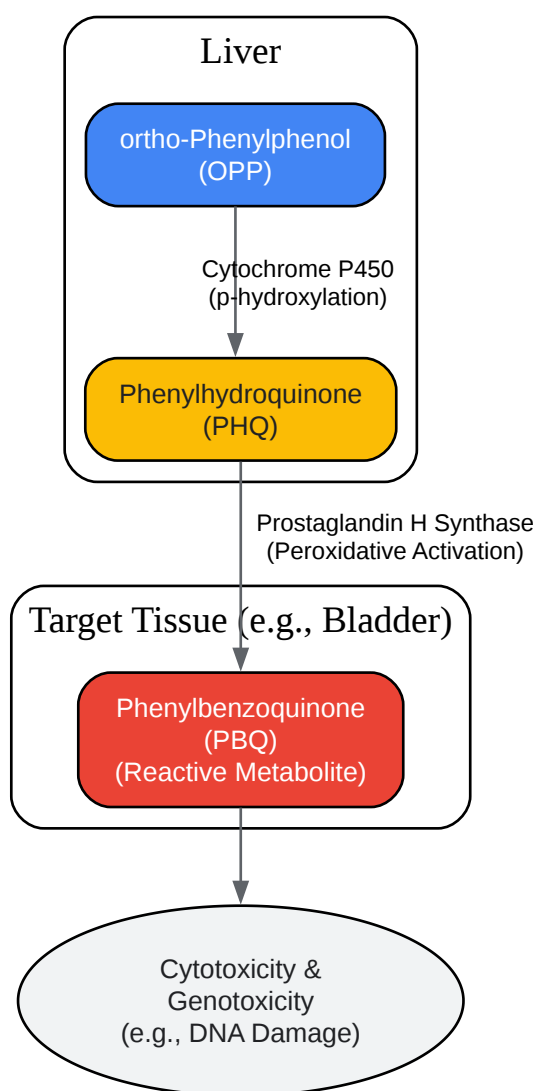 Liver
ortho-Phenylphenol
(OPP)
Cytochrome P450
(p-hydroxylation)
Phenylhydroquinone
(PHQ)
Prostaglandin H Synthase
(Peroxidative Activation)
Target Tissue (e.g., Bladder)
Phenylbenzoquinone
(PBQ)
(Reactive Metabolite)
Cytotoxicity &
Genotoxicity
(e.g., DNA Damage)